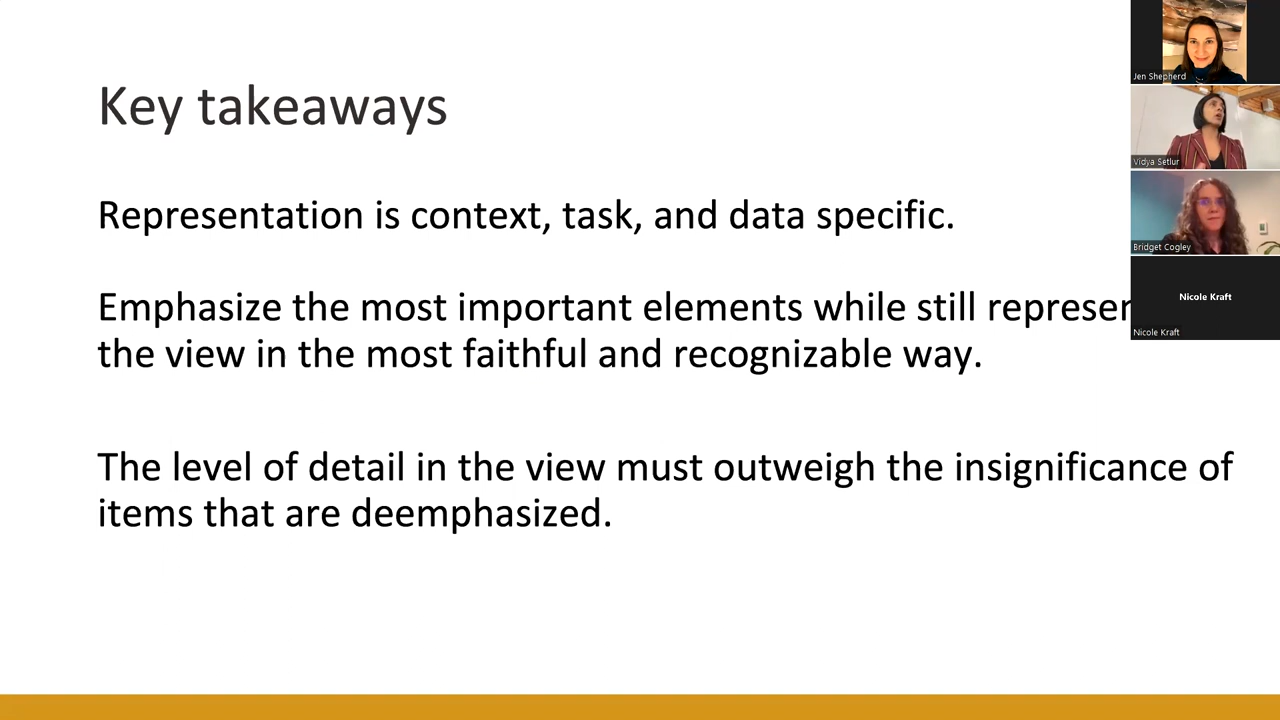 Key takeaways
Representation is context, task, and data specific.
Emphasize the most important elements while still
the view in the most faithful and recognizable way.
The level of detail in the view must outweigh the insignificance of
items that are deemphasized.
Jen Shepherd
Vidya Setlur
Bridget Cogley
Nicole Kraft
Nicole Kraft